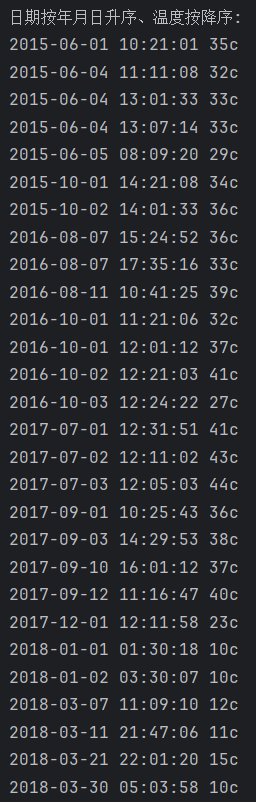 日期按年月日升序、温度按降序:
2015-06-01 10:21:01 35c
2015-06-04 11:11:08 32c
2015-06-04 13:01:33 33c
2015-06-04 13:07:14 33c
2015-06-05 08:09:20 29c
2015-10-01 14:21:08 34c
2015-10-02 14:01:33 36c
2016-08-07 15:24:52 36c
2016-08-07 17:35:16 33c
2016-08-11 10:41:25 39c
2016-10-01 11:21:06 32c
2016-10-01 12:01:12 37c
2016-10-02 12:21:03 41c
2016-10-03 12:24:22 27c
2017-07-01 12:31:51 41c
2017-07-02 12:11:02 43c
2017-07-03 12:05:03 44c
2017-09-01 10:25:43 36c
2017-09-03 14:29:53 38c
2017-09-10 16:01:12 37c
2017-09-12 11:16:47 40c
2017-12-01 12:11:58 23c
2018-01-01 01:30:18 10c
2018-01-02 03:30:07 10c
2018-03-07 11:09:10 12c
2018-03-11 21:47:06 11c
2018-03-21 22:01:20 15c
2018-03-30 05:03:58 10c